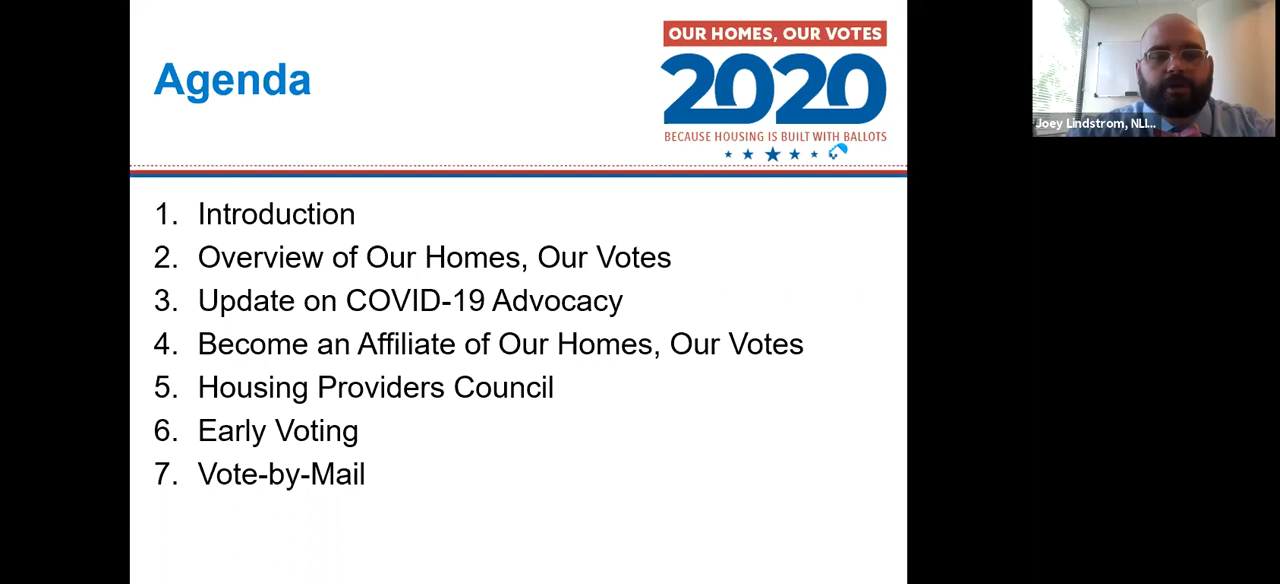 Agenda
OUR HOMES, OUR VOTES
2020
BECAUSE HOUSING IS BUILT WITH BALLOTS
1. Introduction
2. Overview of Our Homes, Our Votes
3. Update on COVID-19 Advocacy
4. Become an Affiliate of Our Homes, Our Votes
5. Housing Providers Council
6. Early Voting
7. Vote-by-Mail
Joey Lindstrom, NLI...